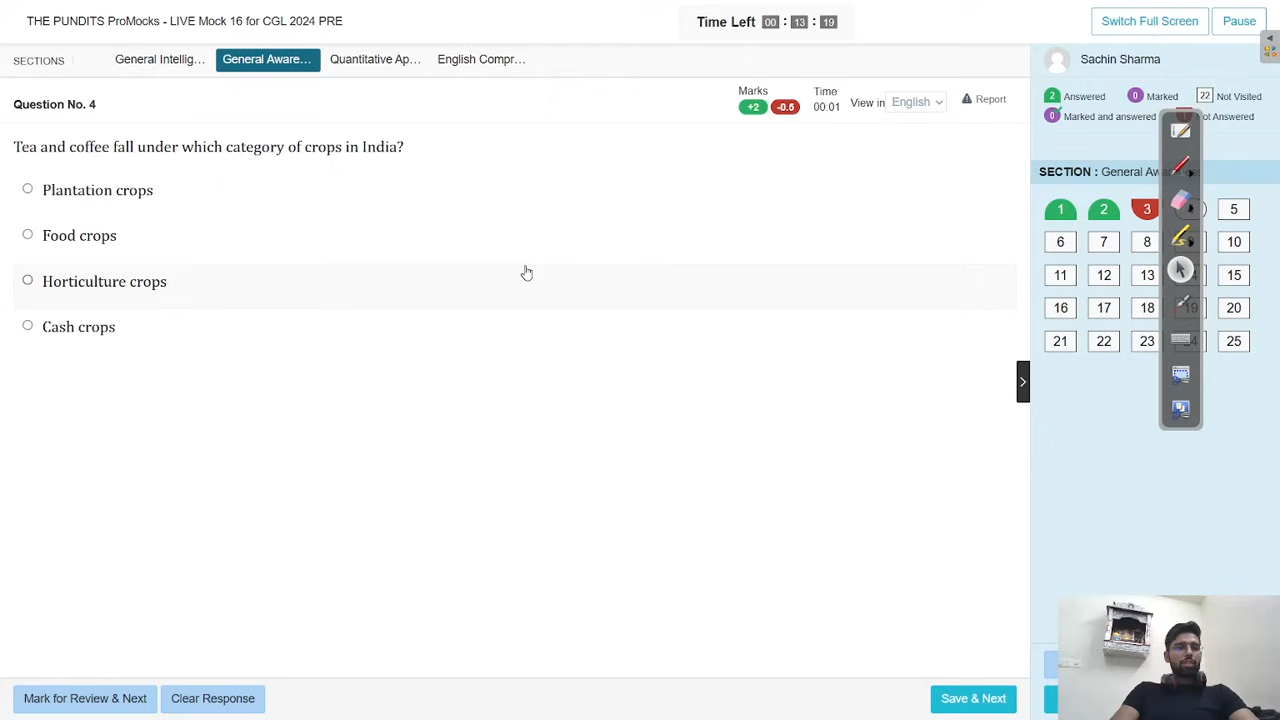 THE PUNDITS ProMocks - LIVE Mock 16 for CGL 2024 PRE
Time Left 00 : 13 : 19
Switch Full Screen
Pause
SECTIONS
General Intellig...
General Aware...
Quantitative Ap...
English Compr...
Sachin Sharma
Question No. 4
Marks
+2 -0.5
Time
00:01
View in English
Report
2 Answered
0 Marked
22 Not Visited
0 Marked and answered
Not Answered
Tea and coffee fall under which category of crops in India?
Plantation crops
Food crops
Horticulture crops
Cash crops
SECTION : General Aw
1 2 3 5
6 7 8 10
11 12 13 15
16 17 18 19 20
21 22 23 24 25
Mark for Review & Next
Clear Response
Save & Next